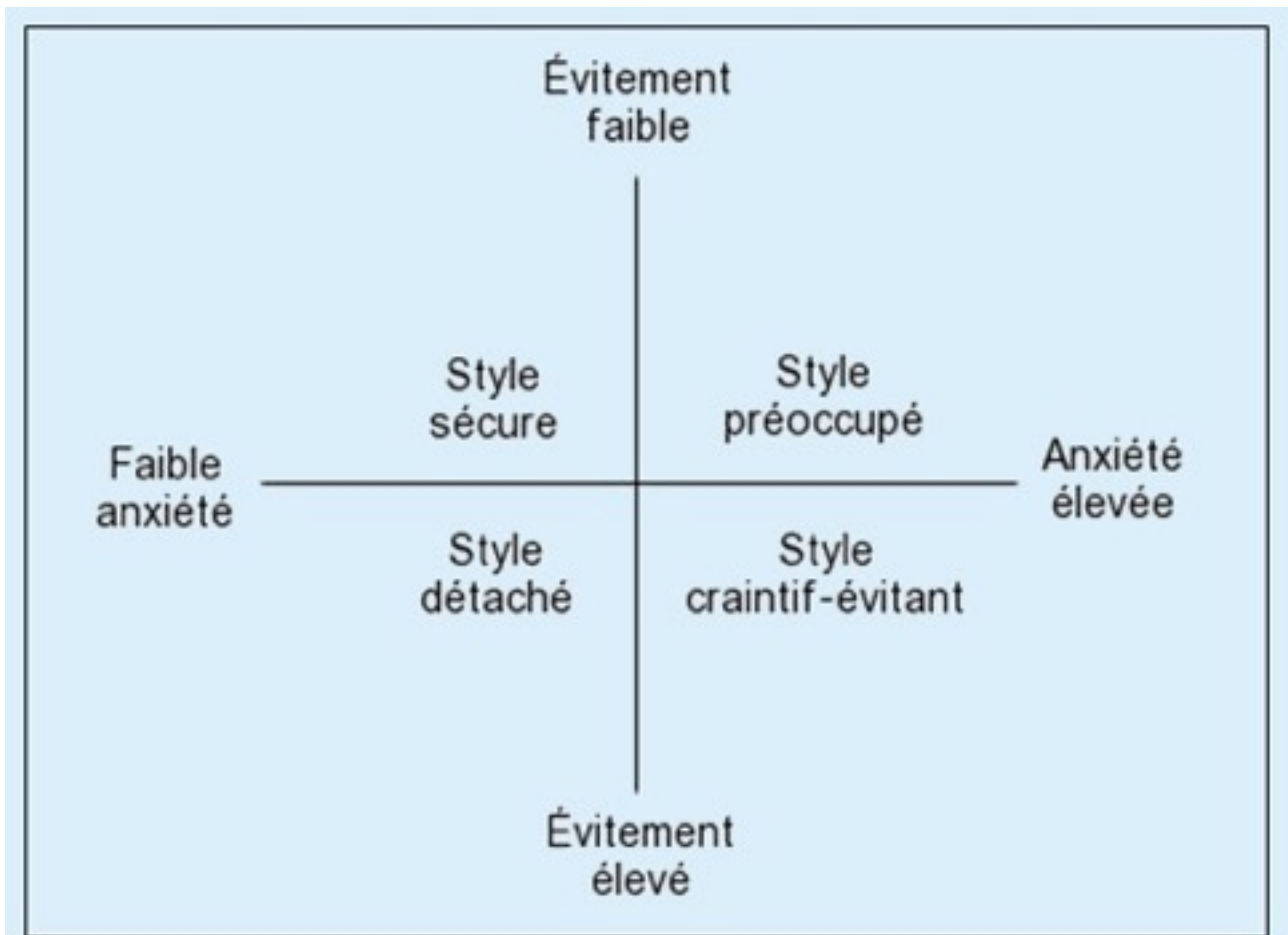 Évitement
faible
Style
sécure
Style
préoccupé
Faible
anxiété
Anxiété
élevée
Style
détaché
Style
craintif-évitant
Évitement
élevé